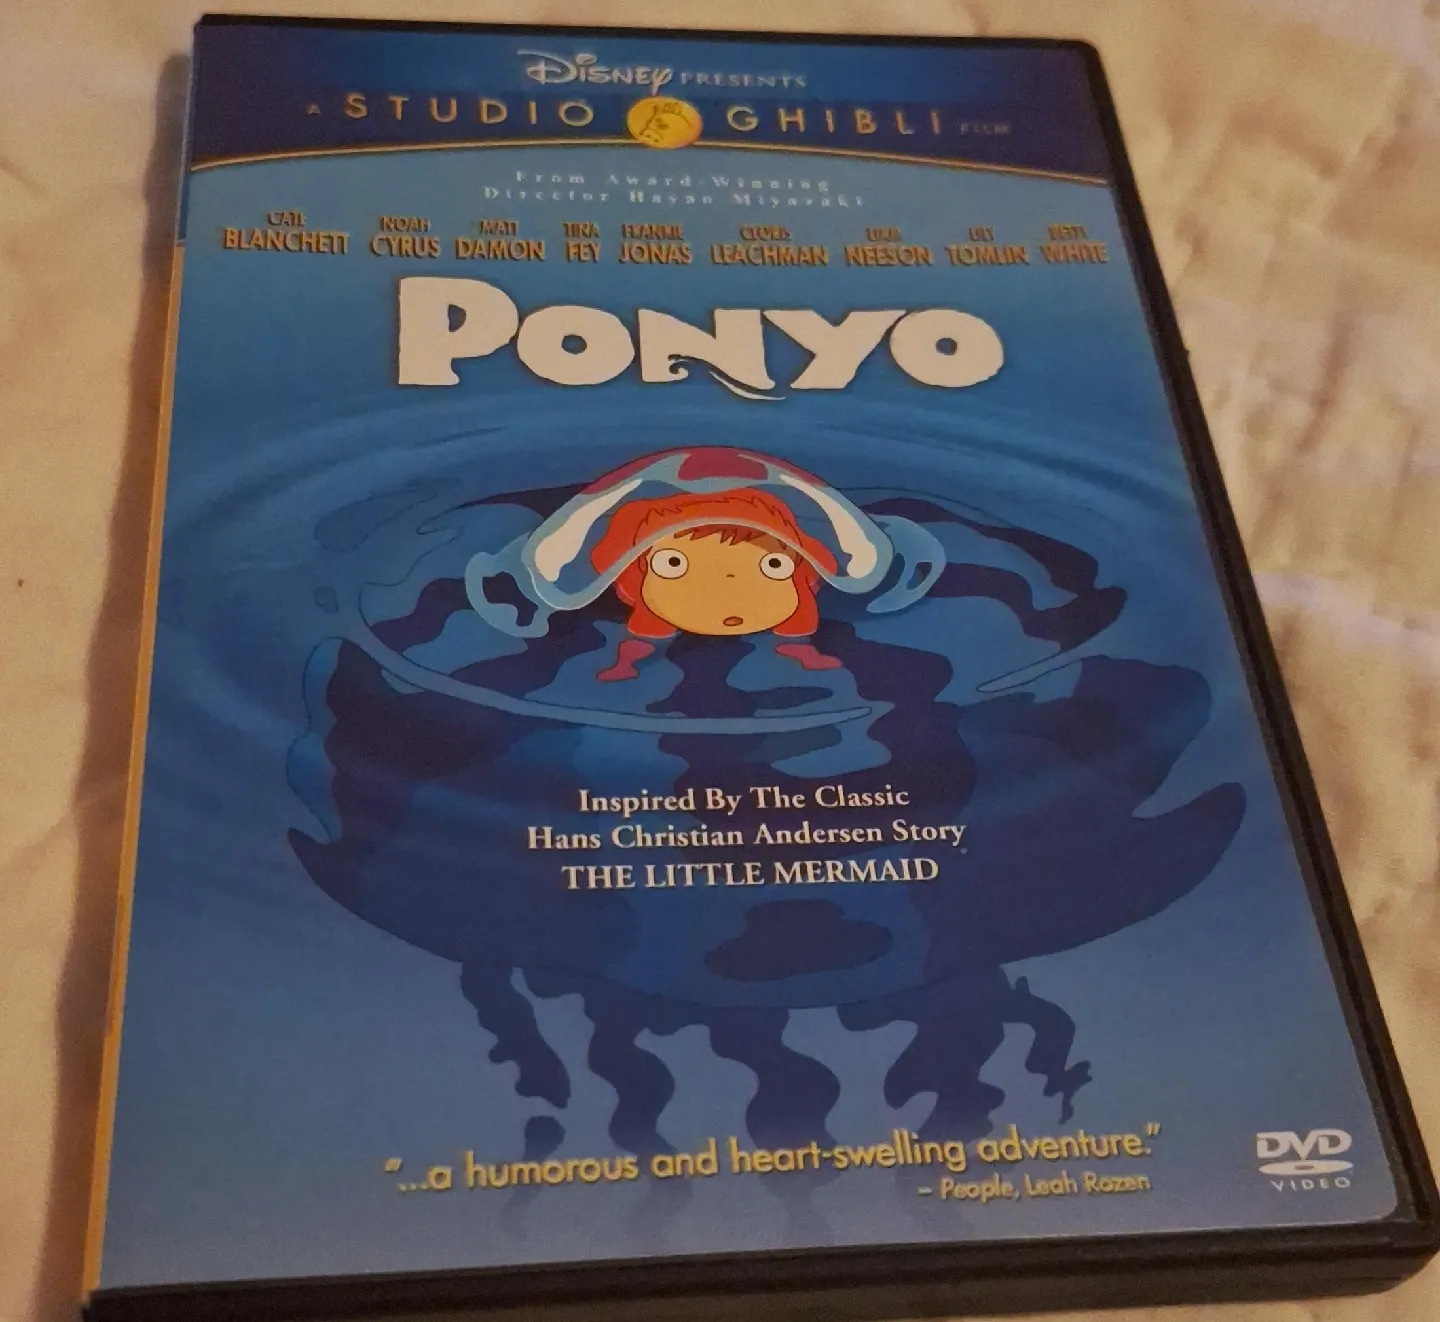 DISNEY PRESENTS
A STUDIO GHIBLI FILM
From Award-Winning
Director Hayao Miyazaki
CATE BLANCHETT NOAH CYRUS MATT DAMON TINA FEY FRANKIE JONAS CLORIS LEACHMAN LIAM NEESON LILY TOMLIN BETTY WHITE
PONYO
Inspired By The Classic
Hans Christian Andersen Story
THE LITTLE MERMAID
"...a humorous and heart-swelling adventure."
– People, Leah Rozen
DVD
VIDEO